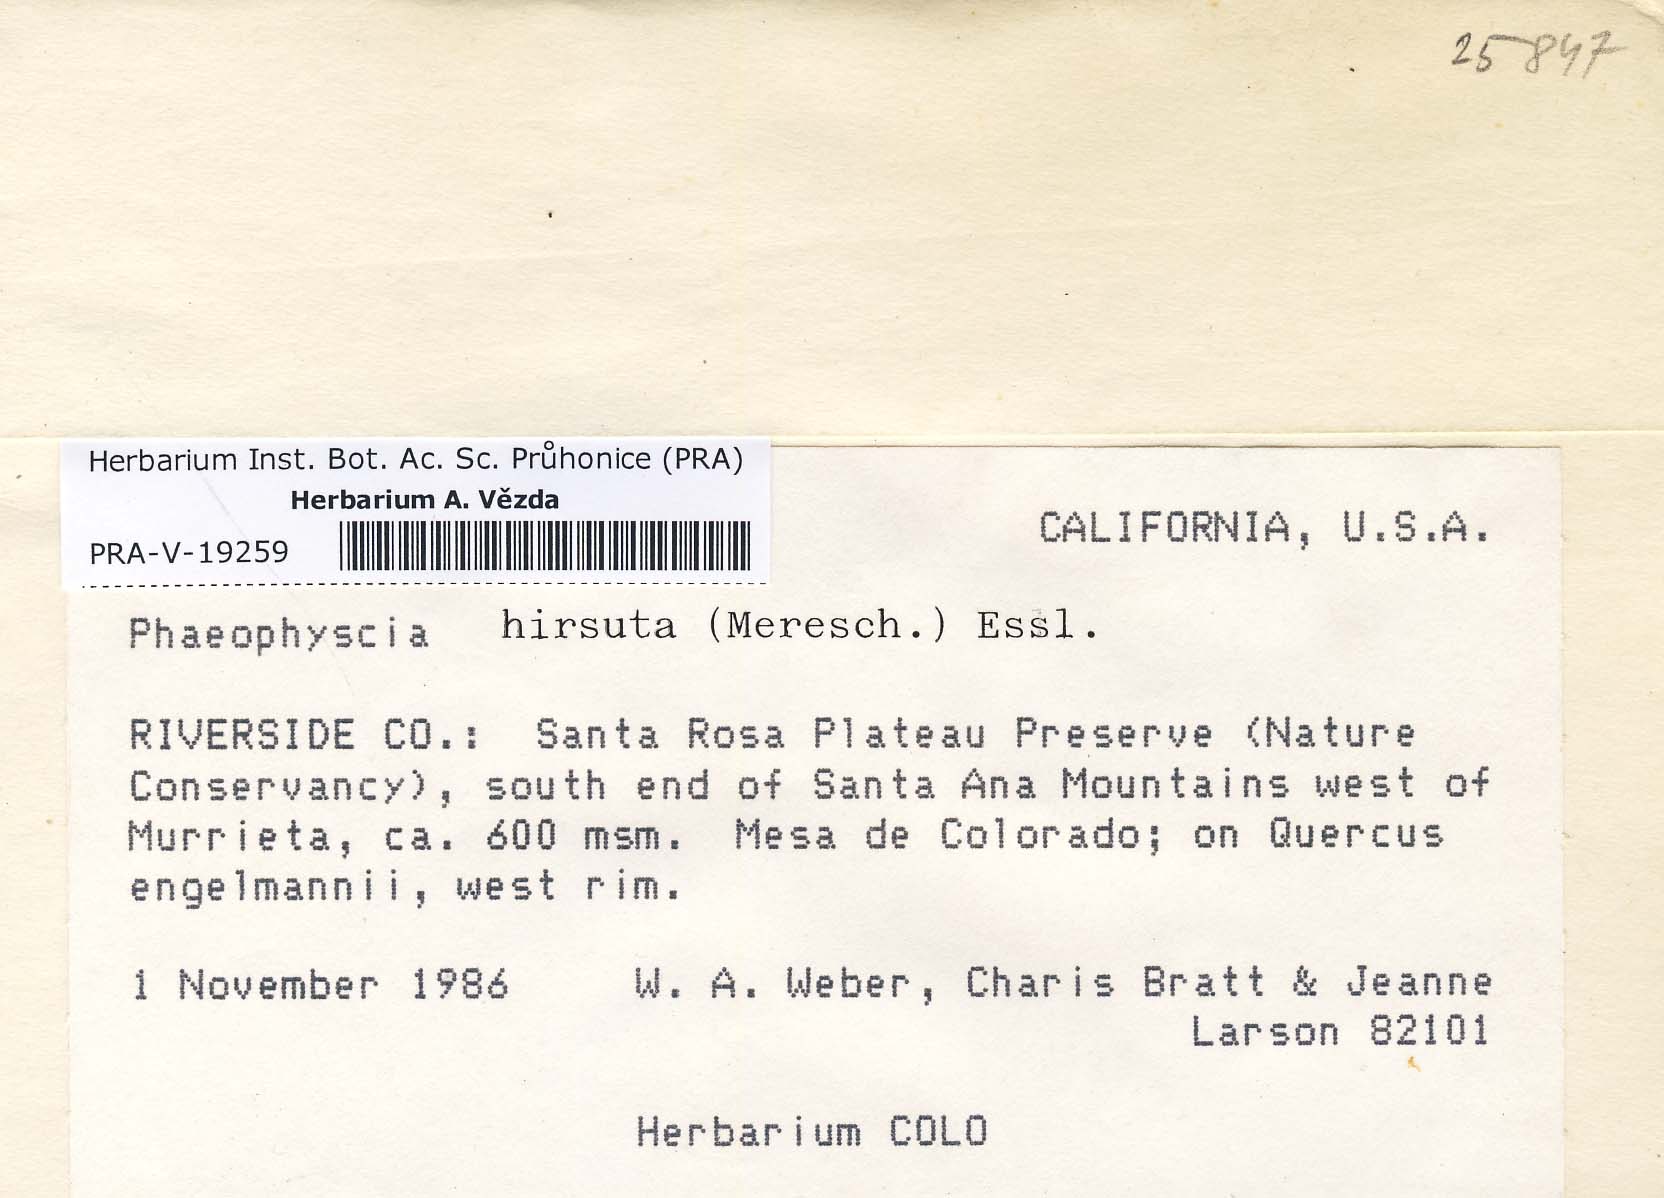 25847
Herbarium Inst. Bot. Ac. Sc. Průhonice (PRA)
Herbarium A. Vězda
PRA-V-19259
CALIFORNIA, U.S.A.
Phaeophyscia hirsuta (Meresch.) Essl.
RIVERSIDE CO.: Santa Rosa Plateau Preserve (Nature
Conservancy), south end of Santa Ana Mountains west of
Murrieta, ca. 600 msm. Mesa de Colorado; on Quercus
engelmannii, west rim.
1 November 1986 W. A. Weber, Charis Bratt & Jeanne
Larson 82101
Herbarium COLO